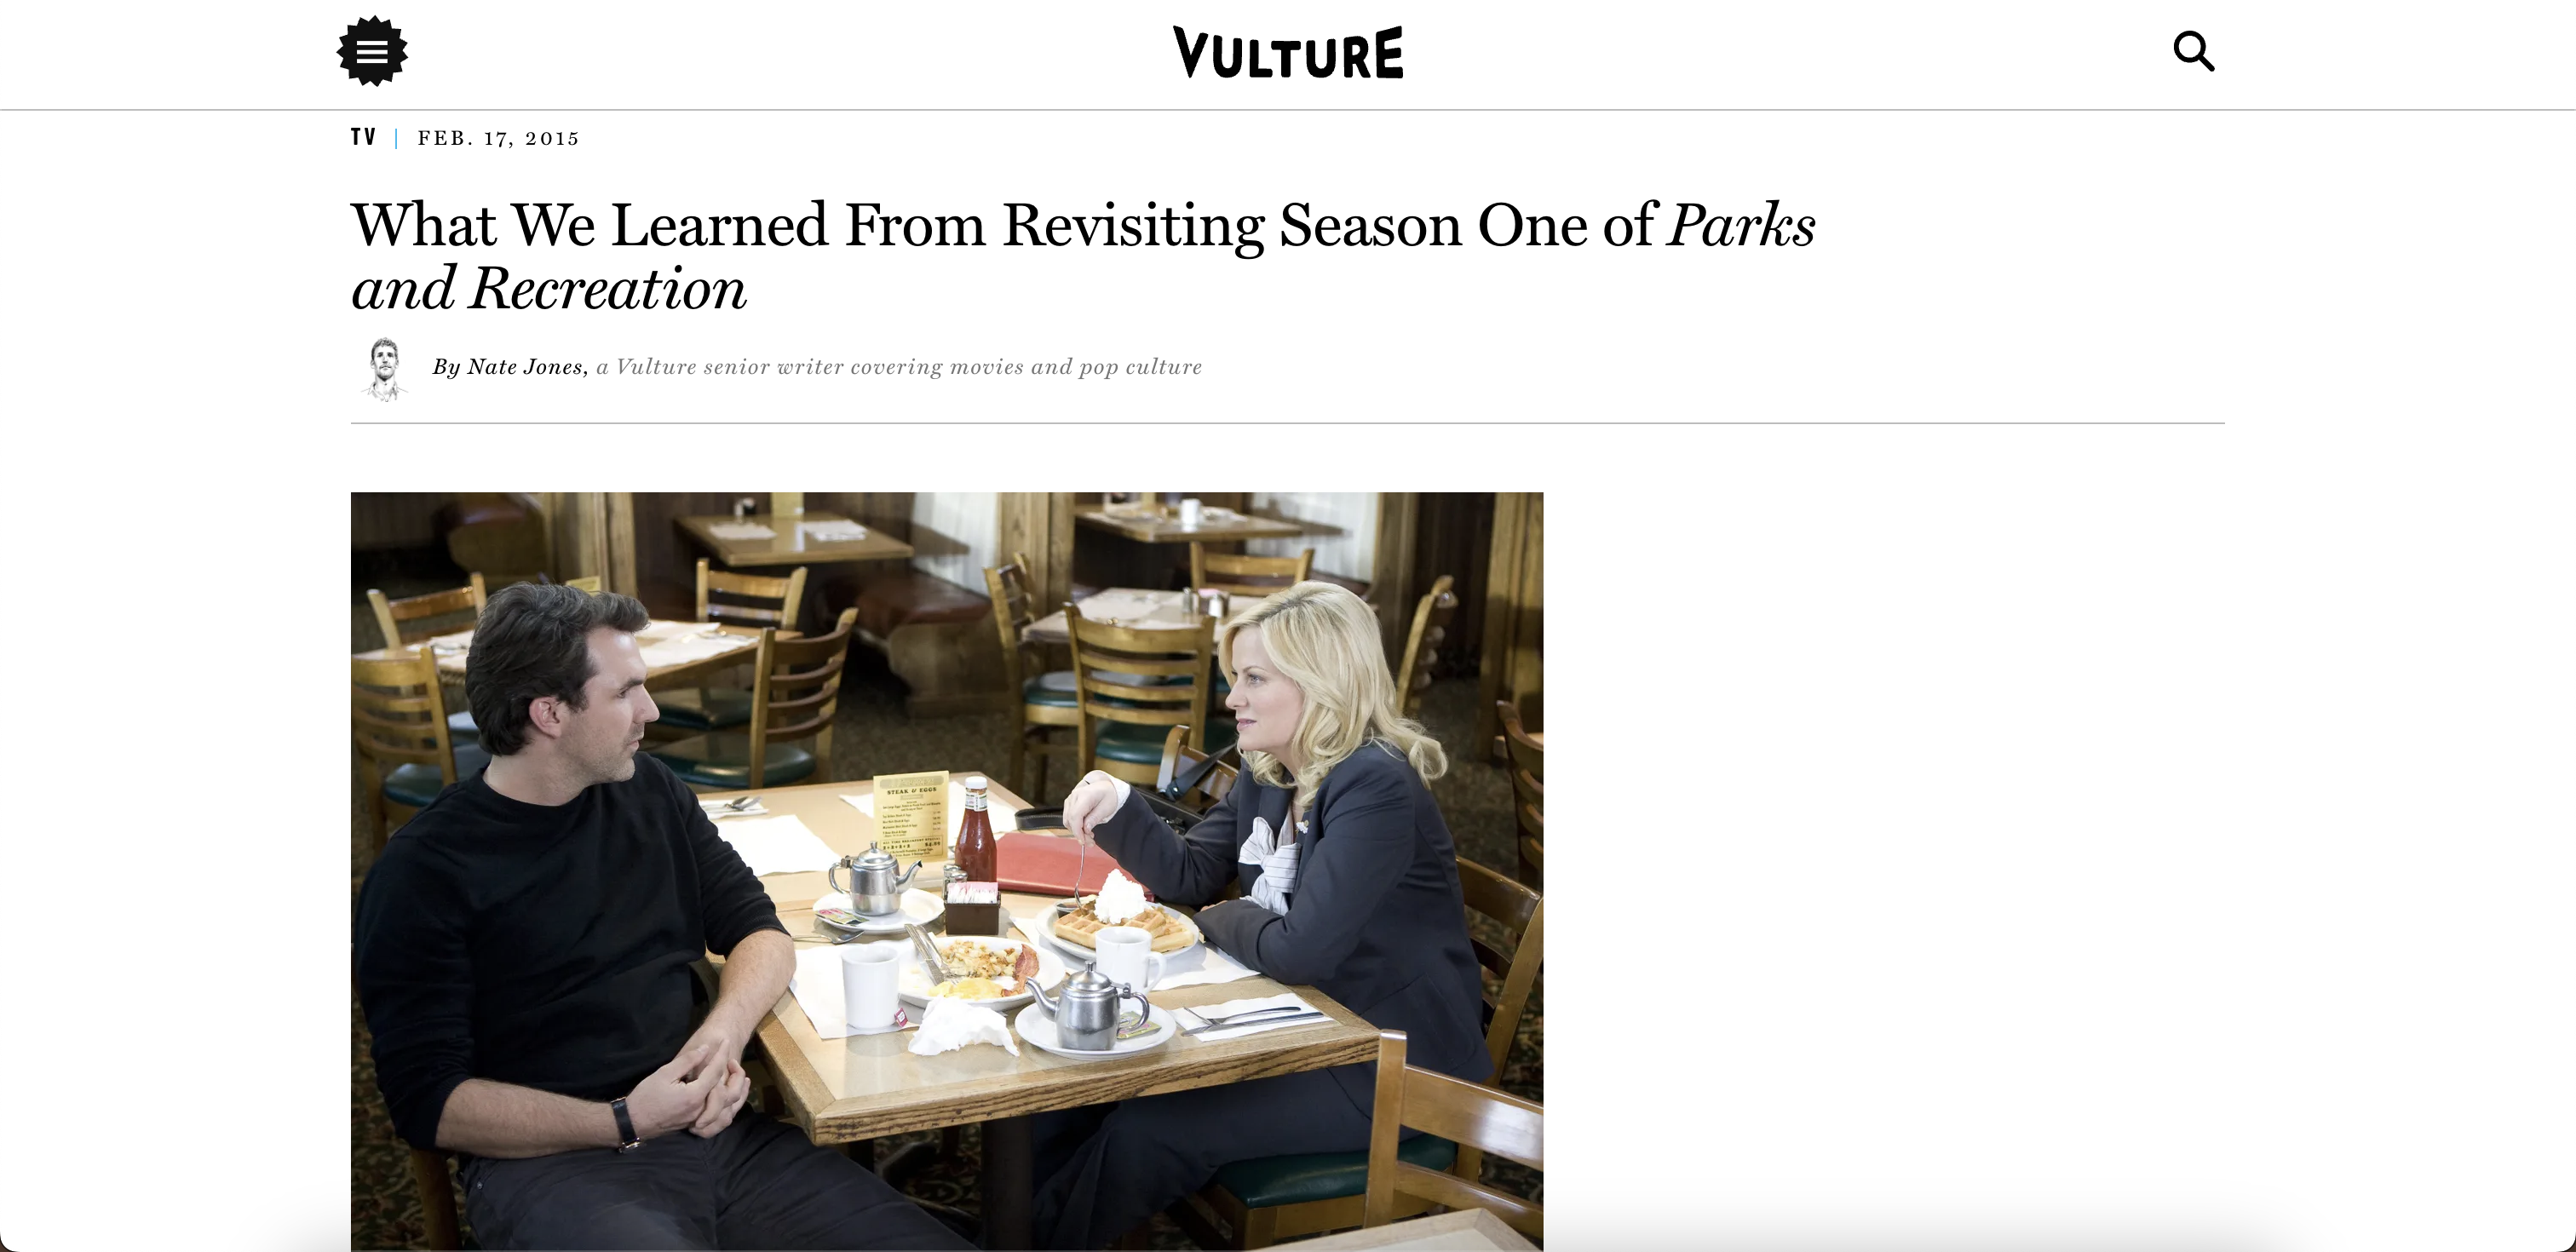 VULTURE
TV | FEB. 17, 2015
What We Learned From Revisiting Season One of Parks
and Recreation
By Nate Jones, a Vulture senior writer covering movies and pop culture
STEAK & EGGS